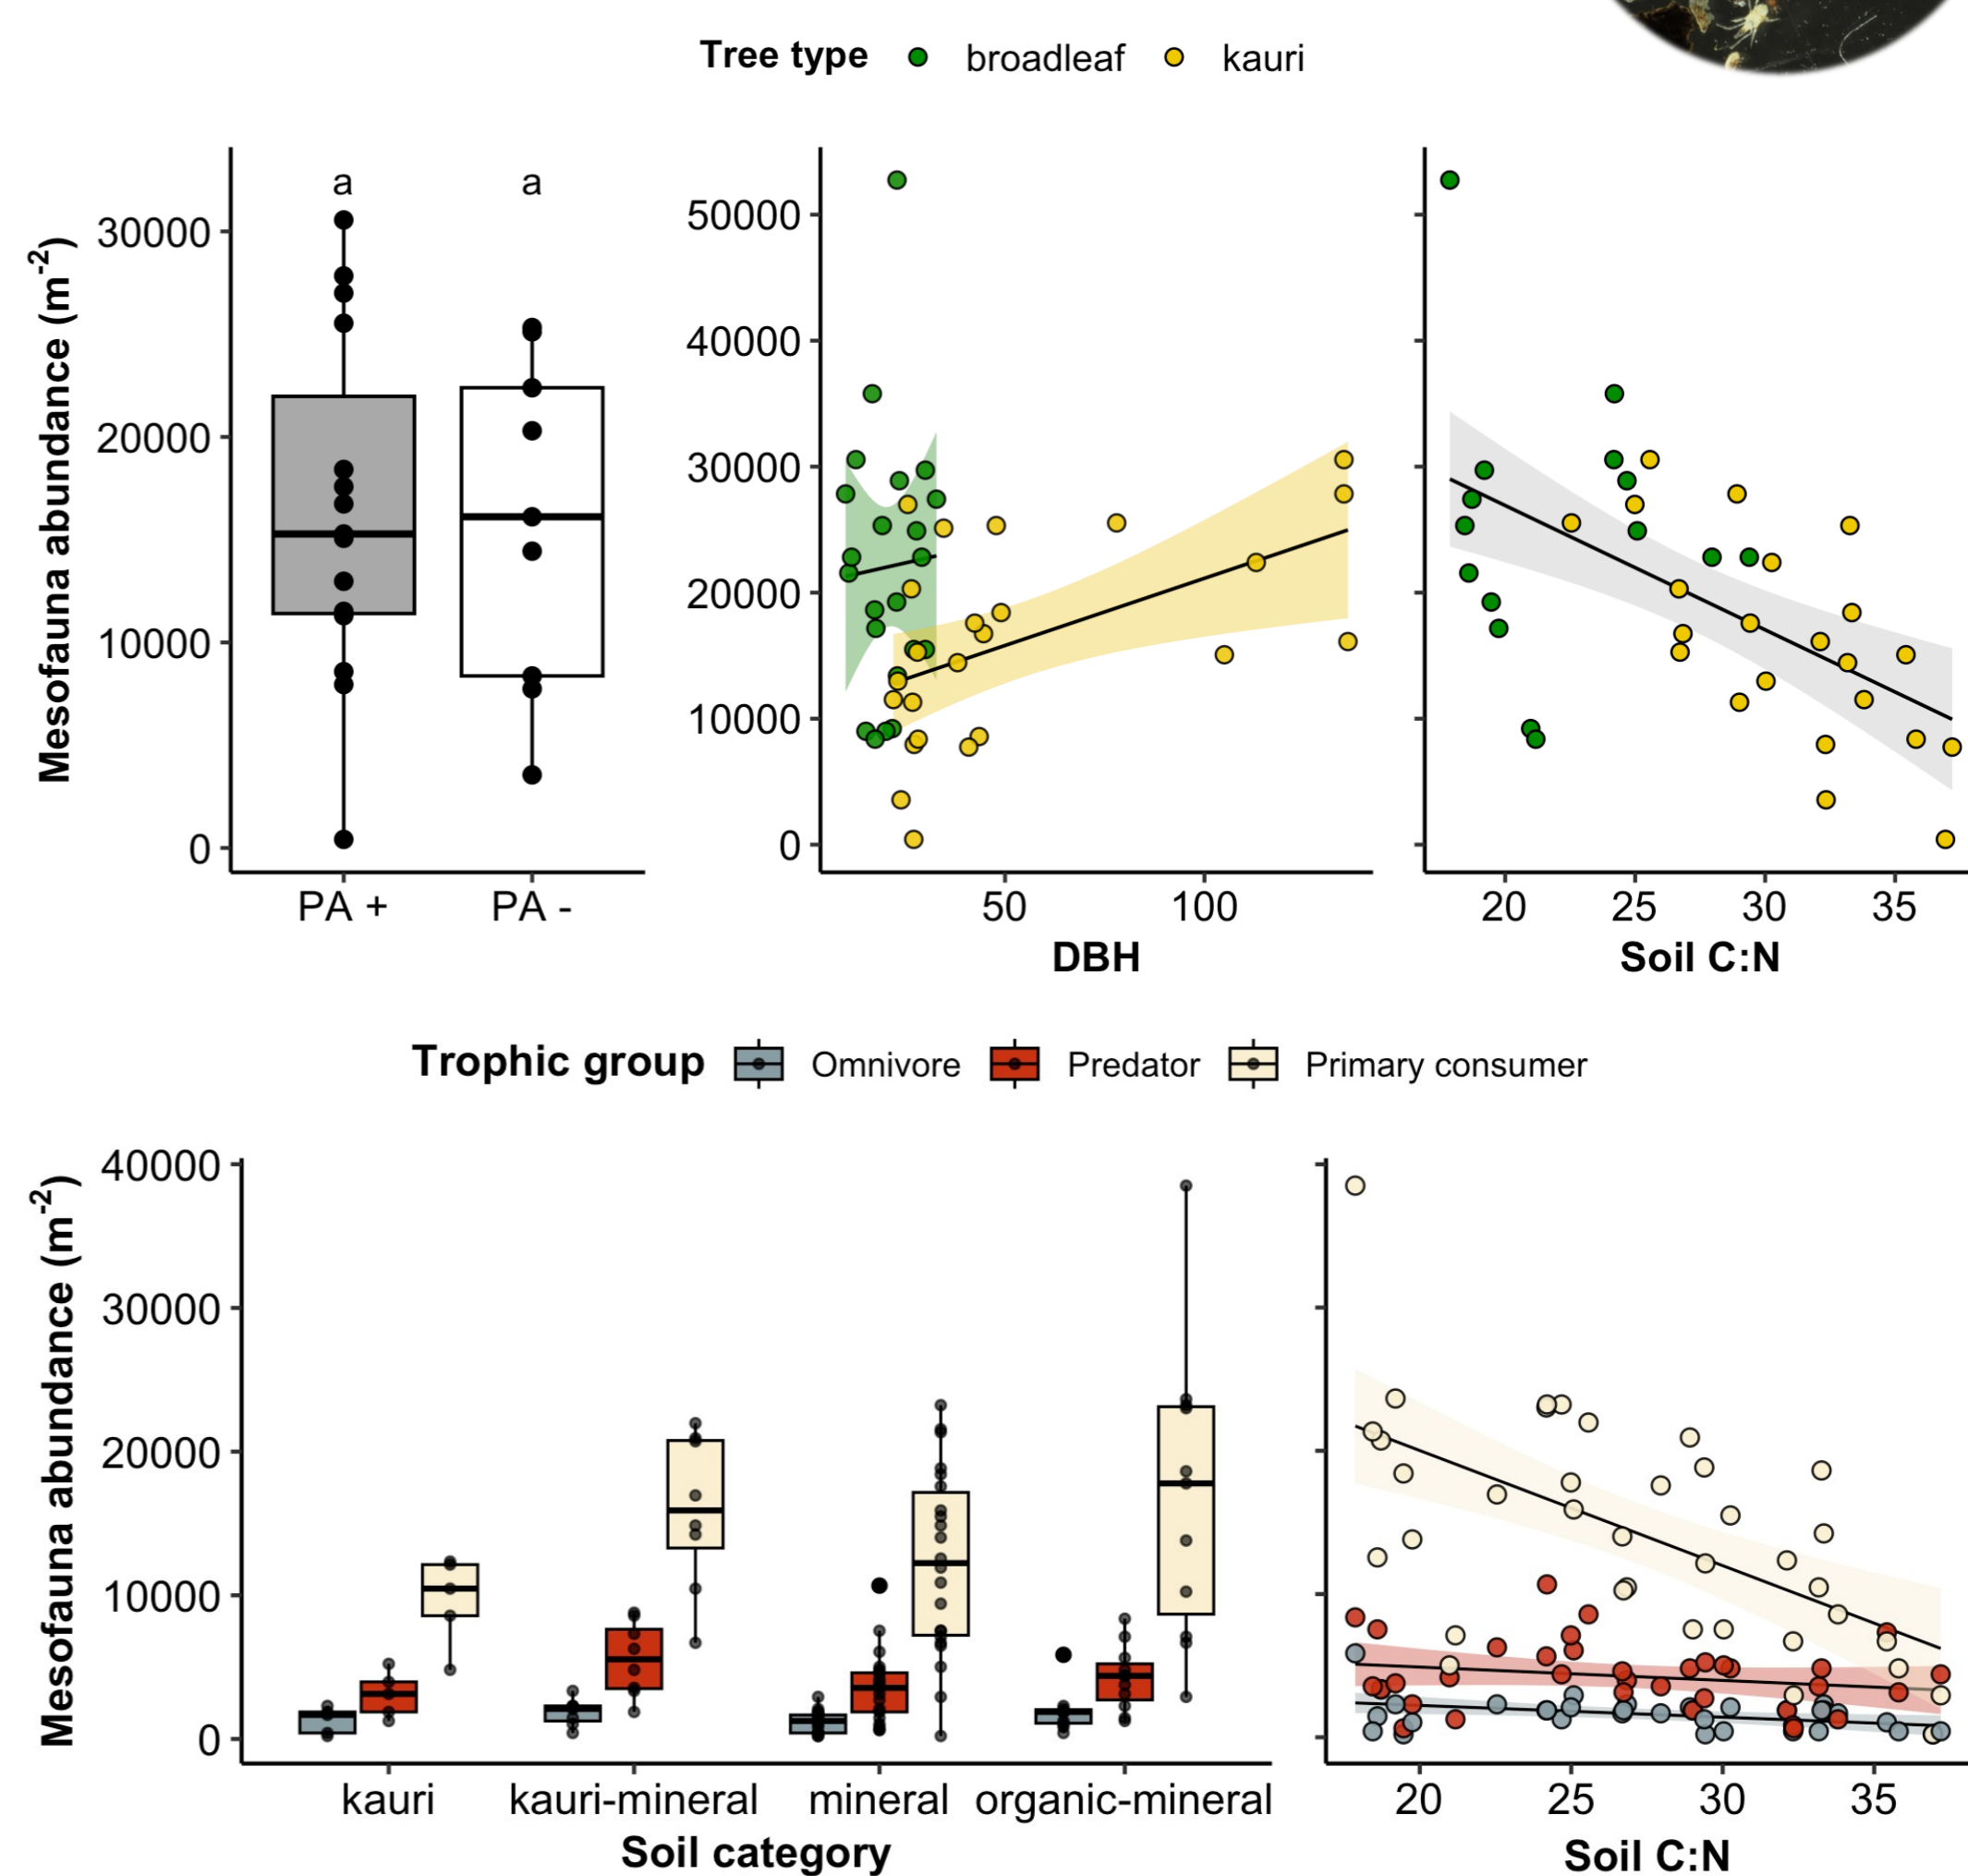 Tree type broadleaf kauri
Mesofauna abundance (m-2)
a a
30000
20000
10000
0
PA + PA -
50000
40000
30000
20000
10000
0
50 100
DBH
20 25 30 35
Soil C:N
Trophic group Omnivore Predator Primary consumer
Mesofauna abundance (m-2)
40000
30000
20000
10000
0
kauri kauri-mineral mineral organic-mineral
Soil category
20 25 30 35
Soil C:N